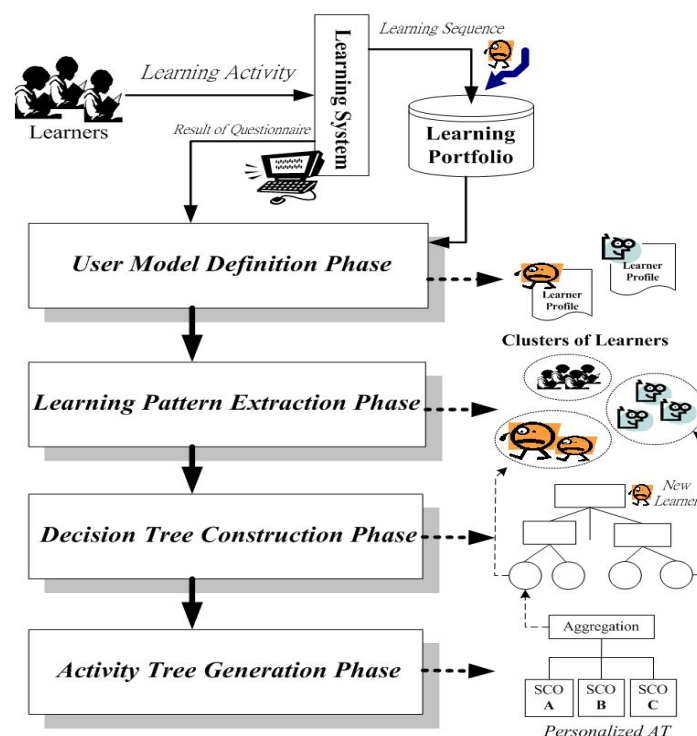 Learning Sequence
Learning Activity
Learners
Result of Questionnaire
Learning System
Learning
Portfolio
User Model Definition Phase
Learner
Profile
Learner
Profile
Clusters of Learners
Learning Pattern Extraction Phase
New
Learner
Decision Tree Construction Phase
Aggregation
Activity Tree Generation Phase
SCO
A
SCO
B
SCO
C
Personalized AT